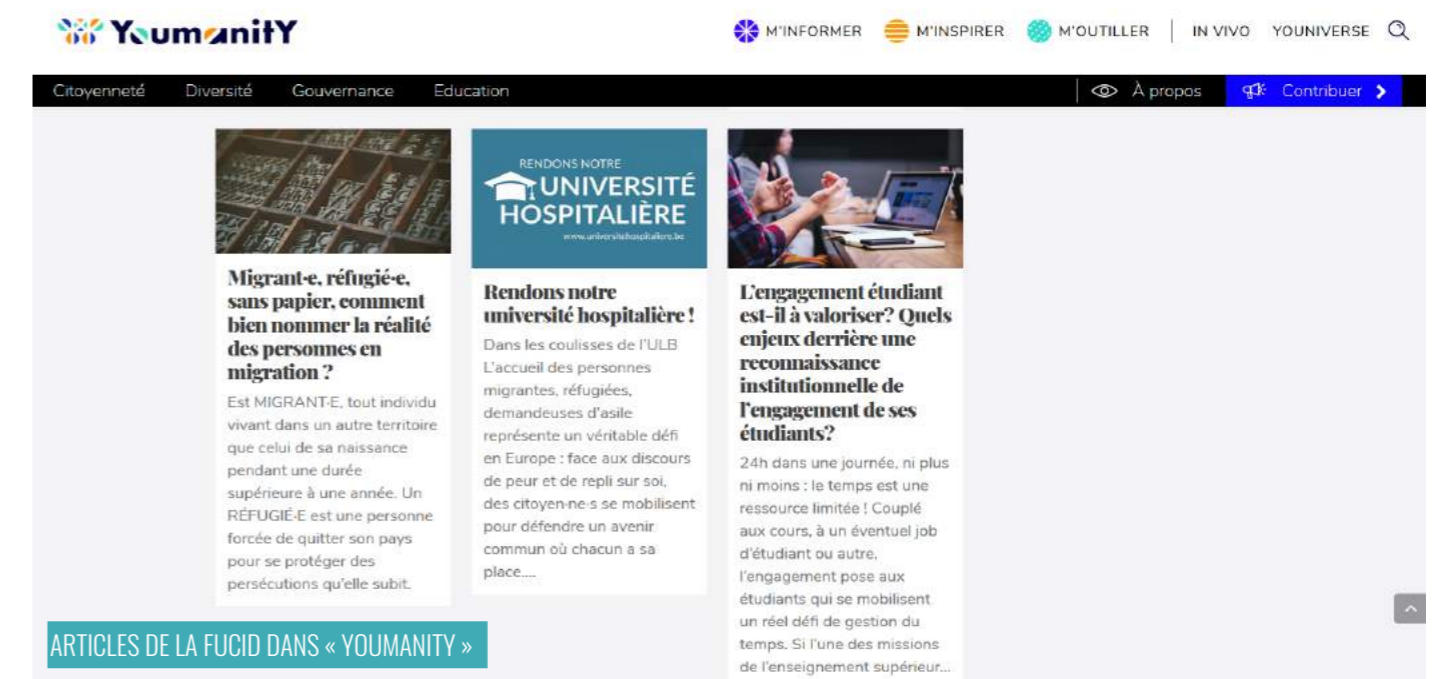 YoumanitY
M'INFORMER M'INSPIRER M'OUTILLER IN VIVO YOUNIVERSE
Citoyenneté Diversité Gouvernance Education À propos Contribuer
Migrant·e, réfugié·e,
sans papier, comment
bien nommer la réalité
des personnes en
migration ?
Est MIGRANT·E, tout individu
vivant dans un autre territoire
que celui de sa naissance
pendant une durée
supérieure à une année. Un
RÉFUGIÉ·E est une personne
forcée de quitter son pays
pour se protéger des
persécutions qu'elle subit.
RENDONS NOTRE
UNIVERSITÉ
HOSPITALIÈRE
www.universitehospitaliere.be
Rendons notre
université hospitalière !
Dans les coulisses de l'ULB
L'accueil des personnes
migrantes, réfugiées,
demandeuses d'asile
représente un véritable défi
en Europe : face aux discours
de peur et de repli sur soi,
des citoyen·ne·s se mobilisent
pour défendre un avenir
commun où chacun a sa
place....
L'engagement étudiant
est-il à valoriser? Quels
enjeux derrière une
reconnaissance
institutionnelle de
l'engagement de ses
étudiants?
24h dans une journée, ni plus
ni moins : le temps est une
ressource limitée ! Couplé
aux cours, à un éventuel job
d'étudiant ou autre,
l'engagement pose aux
étudiants qui se mobilisent
un réel défi de gestion du
temps. Si l'une des missions
de l'enseignement supérieur...
ARTICLES DE LA FUCID DANS « YOUMANITY »